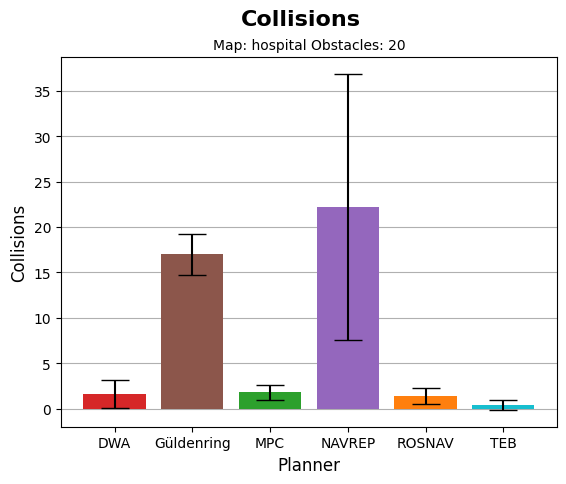 Collisions
Map: hospital Obstacles: 20
35
30
25
20
15
10
5
0
Collisions
DWA Güldenring MPC NAVREP ROSNAV TEB
Planner